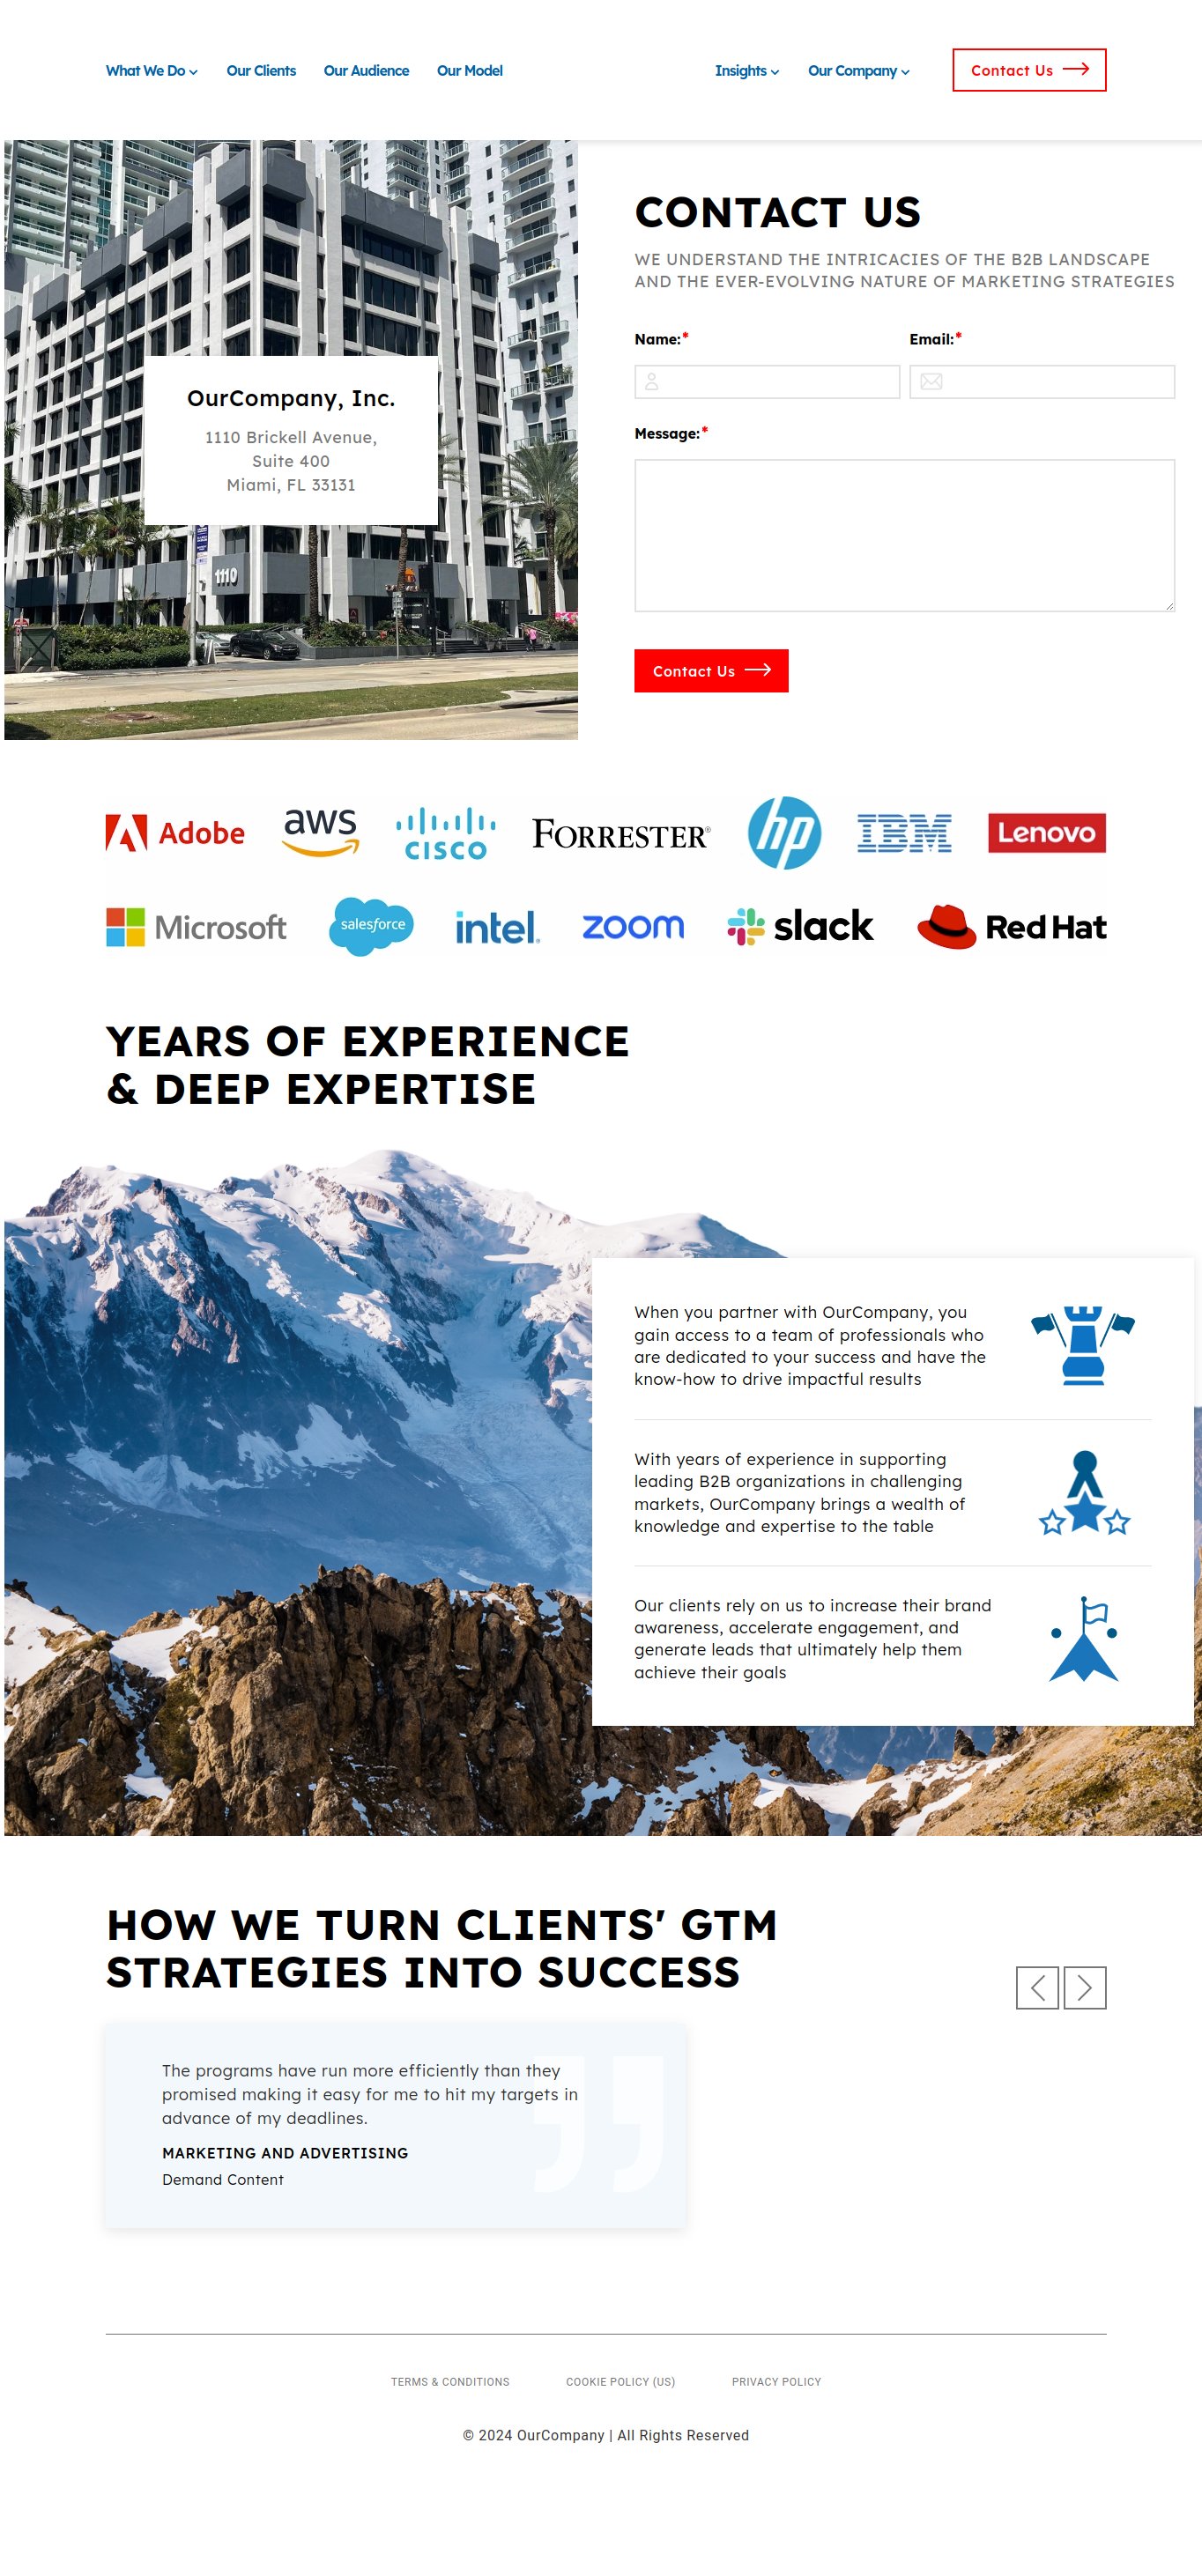 What We Do
Our Clients
Our Audience
Our Model
Insights
Our Company
Contact Us
CONTACT US
WE UNDERSTAND THE INTRICACIES OF THE B2B LANDSCAPE
AND THE EVER-EVOLVING NATURE OF MARKETING STRATEGIES
Name:*
Email:*
OurCompany, Inc.
1110 Brickell Avenue,
Suite 400
Miami, FL 33131
Message:*
1110
Contact Us
Adobe
aws
CISCO
FORRESTER®
hp
IBM
Lenovo
Microsoft
salesforce
intel.
zoom
slack
Red Hat
YEARS OF EXPERIENCE
& DEEP EXPERTISE
When you partner with OurCompany, you
gain access to a team of professionals who
are dedicated to your success and have the
know-how to drive impactful results
With years of experience in supporting
leading B2B organizations in challenging
markets, OurCompany brings a wealth of
knowledge and expertise to the table
Our clients rely on us to increase their brand
awareness, accelerate engagement, and
generate leads that ultimately help them
achieve their goals
HOW WE TURN CLIENTS' GTM
STRATEGIES INTO SUCCESS
The programs have run more efficiently than they
promised making it easy for me to hit my targets in
advance of my deadlines.
MARKETING AND ADVERTISING
Demand Content
TERMS & CONDITIONS
COOKIE POLICY (US)
PRIVACY POLICY
© 2024 OurCompany | All Rights Reserved